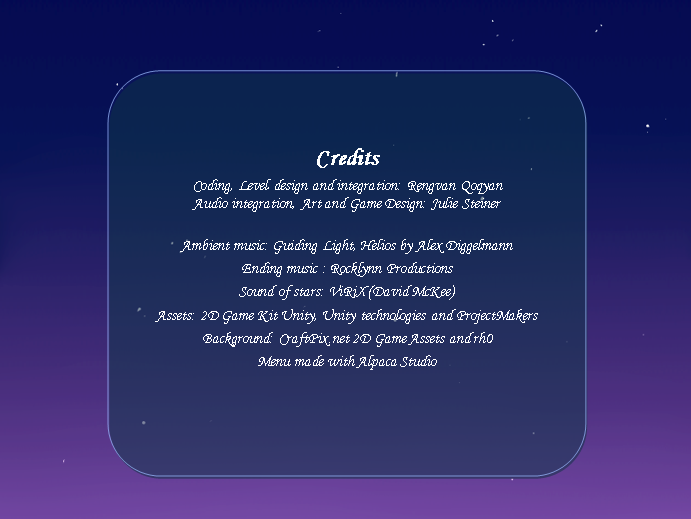 Credits
Coding, Level design and integration: Rengvan Qoqyan
Audio integration, Art and Game Design: Julie Steiner
Ambient music: Guiding Light, Helios by Alex Diggelmann
Ending music : Rocklynn Productions
Sound of stars: ViRiX (David McKee)
Assets: 2D Game Kit Unity, Unity technologies and ProjectMakers
Background: CraftPix.net 2D Game Assets and rh0
Menu made with Alpaca Studio